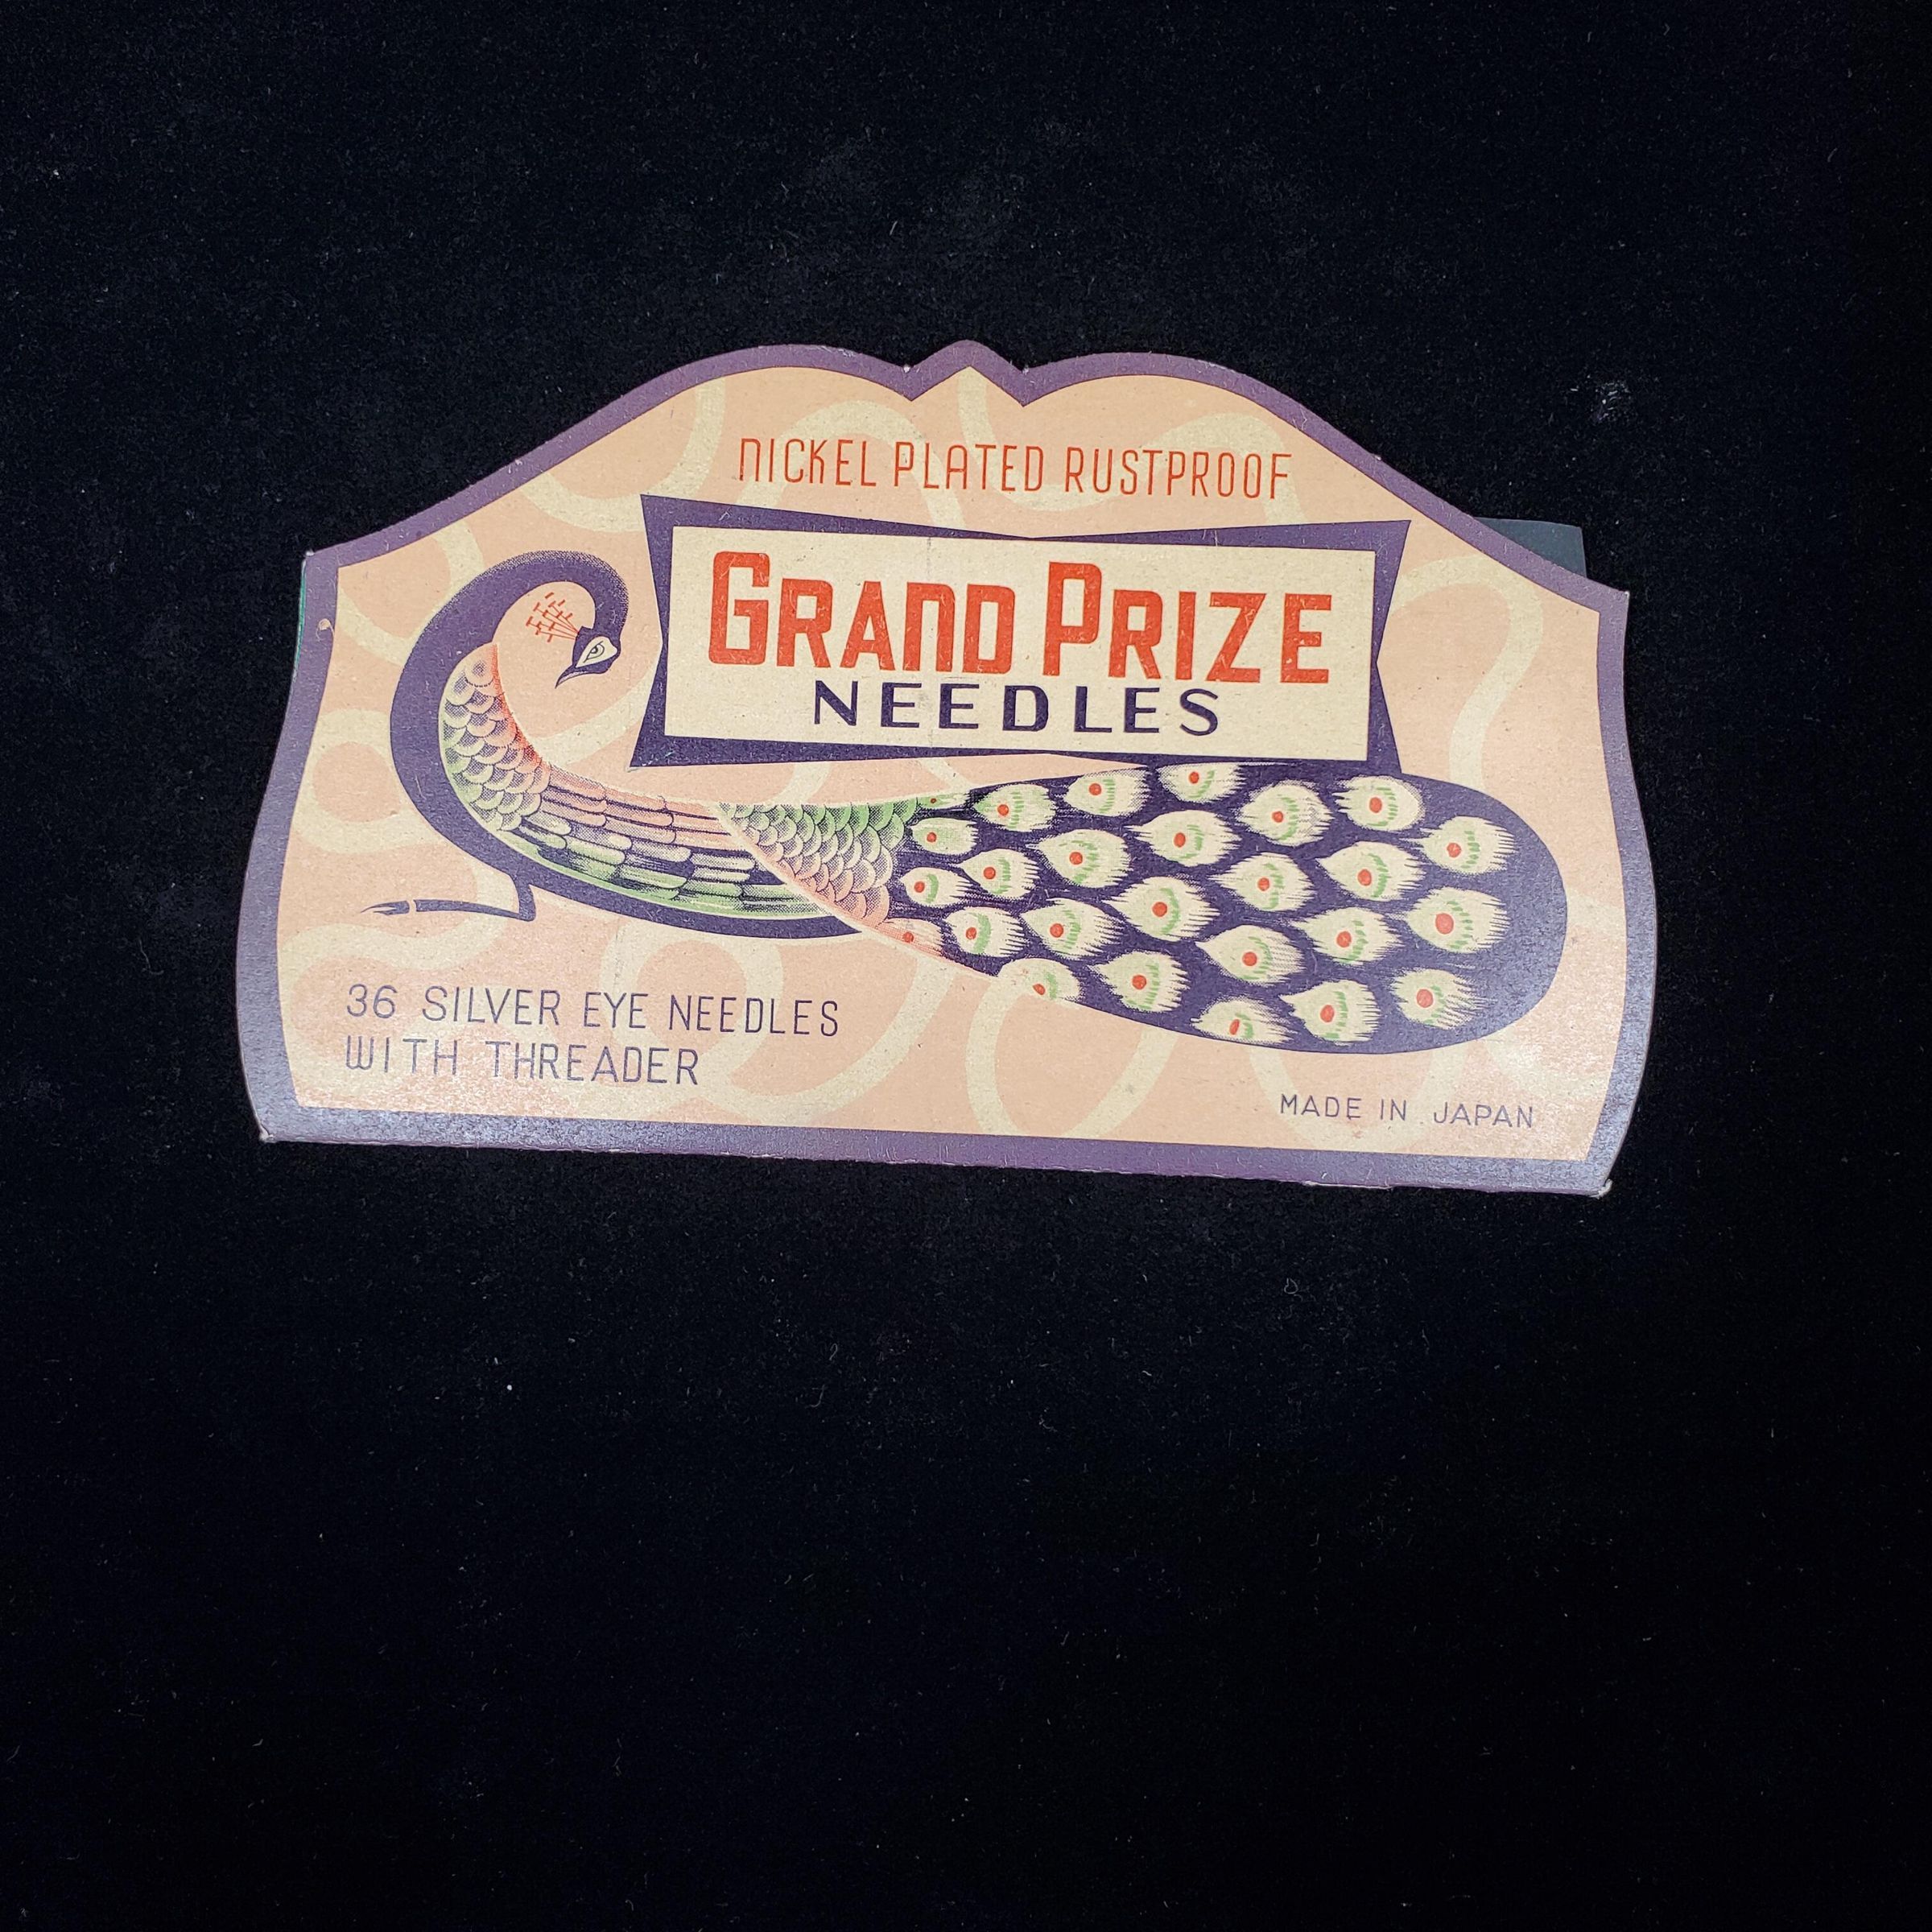 NICKEL PLATED RUSTPROOF
GRAND PRIZE
NEEDLES
36 SILVER EYE NEEDLES
WITH THREADER
MADE IN JAPAN